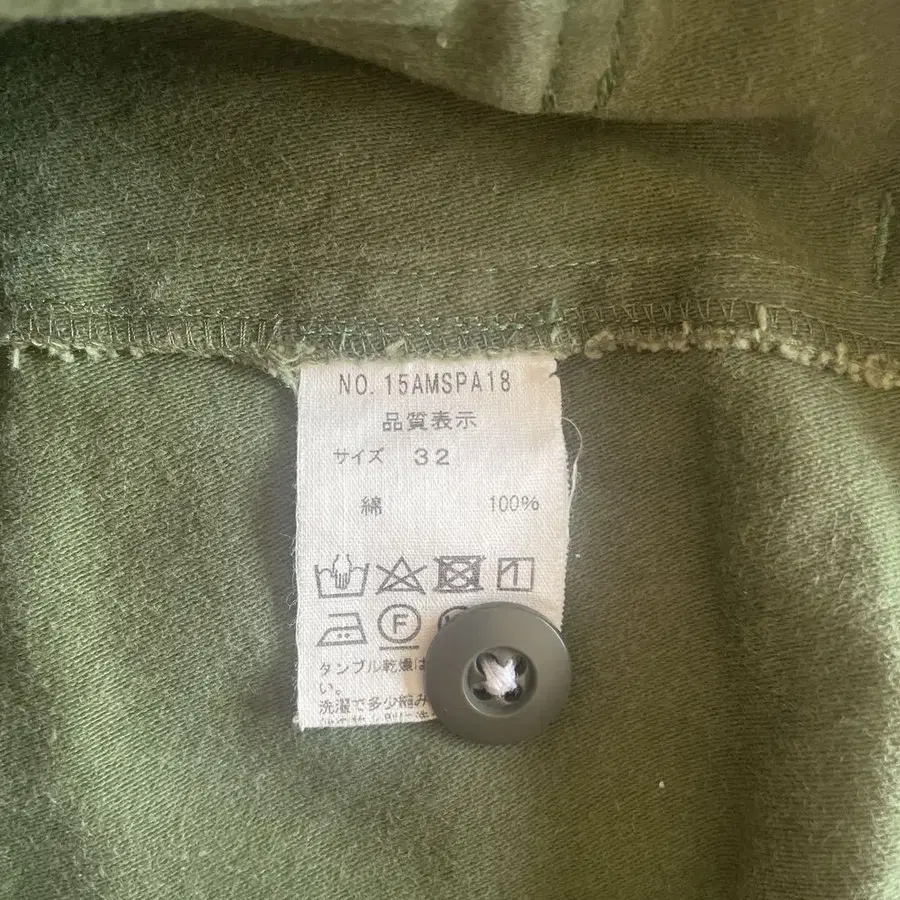 NO. 15AMSPA18
品質表示
サイズ 32
綿 100%
F
タンブル乾燥は
い。
洗濯で多少縮み